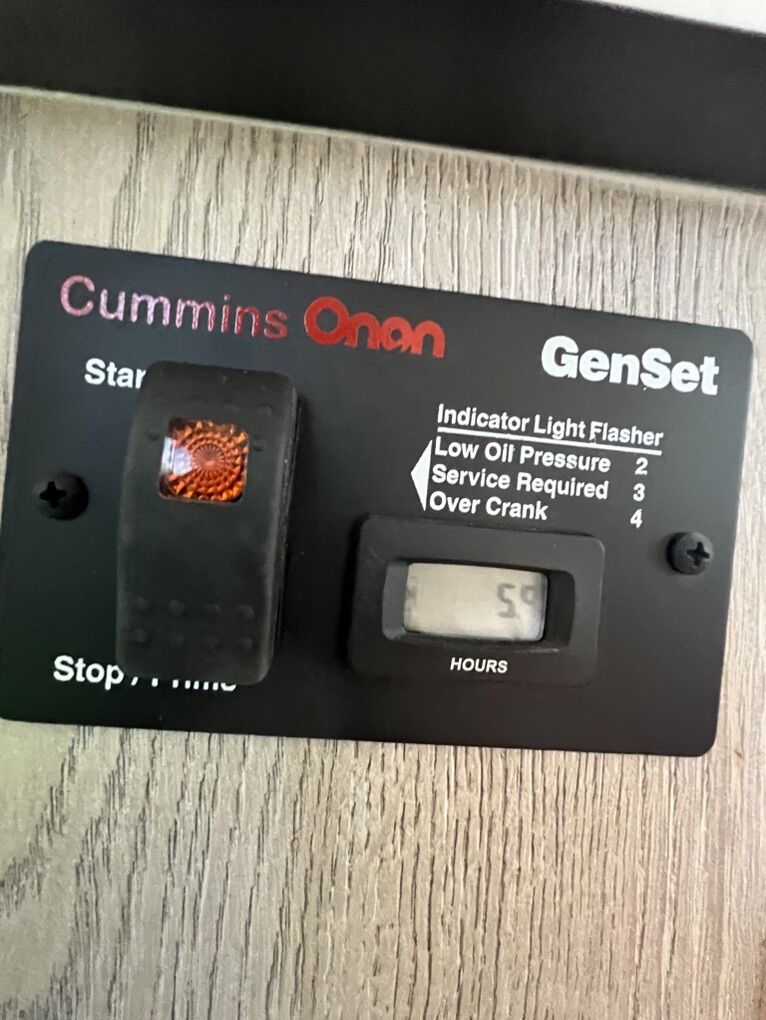 Cummins Onan
GenSet
Star
Indicator Light Flasher
Low Oil Pressure 2
Service Required 3
Over Crank 4
HOURS
Stop /